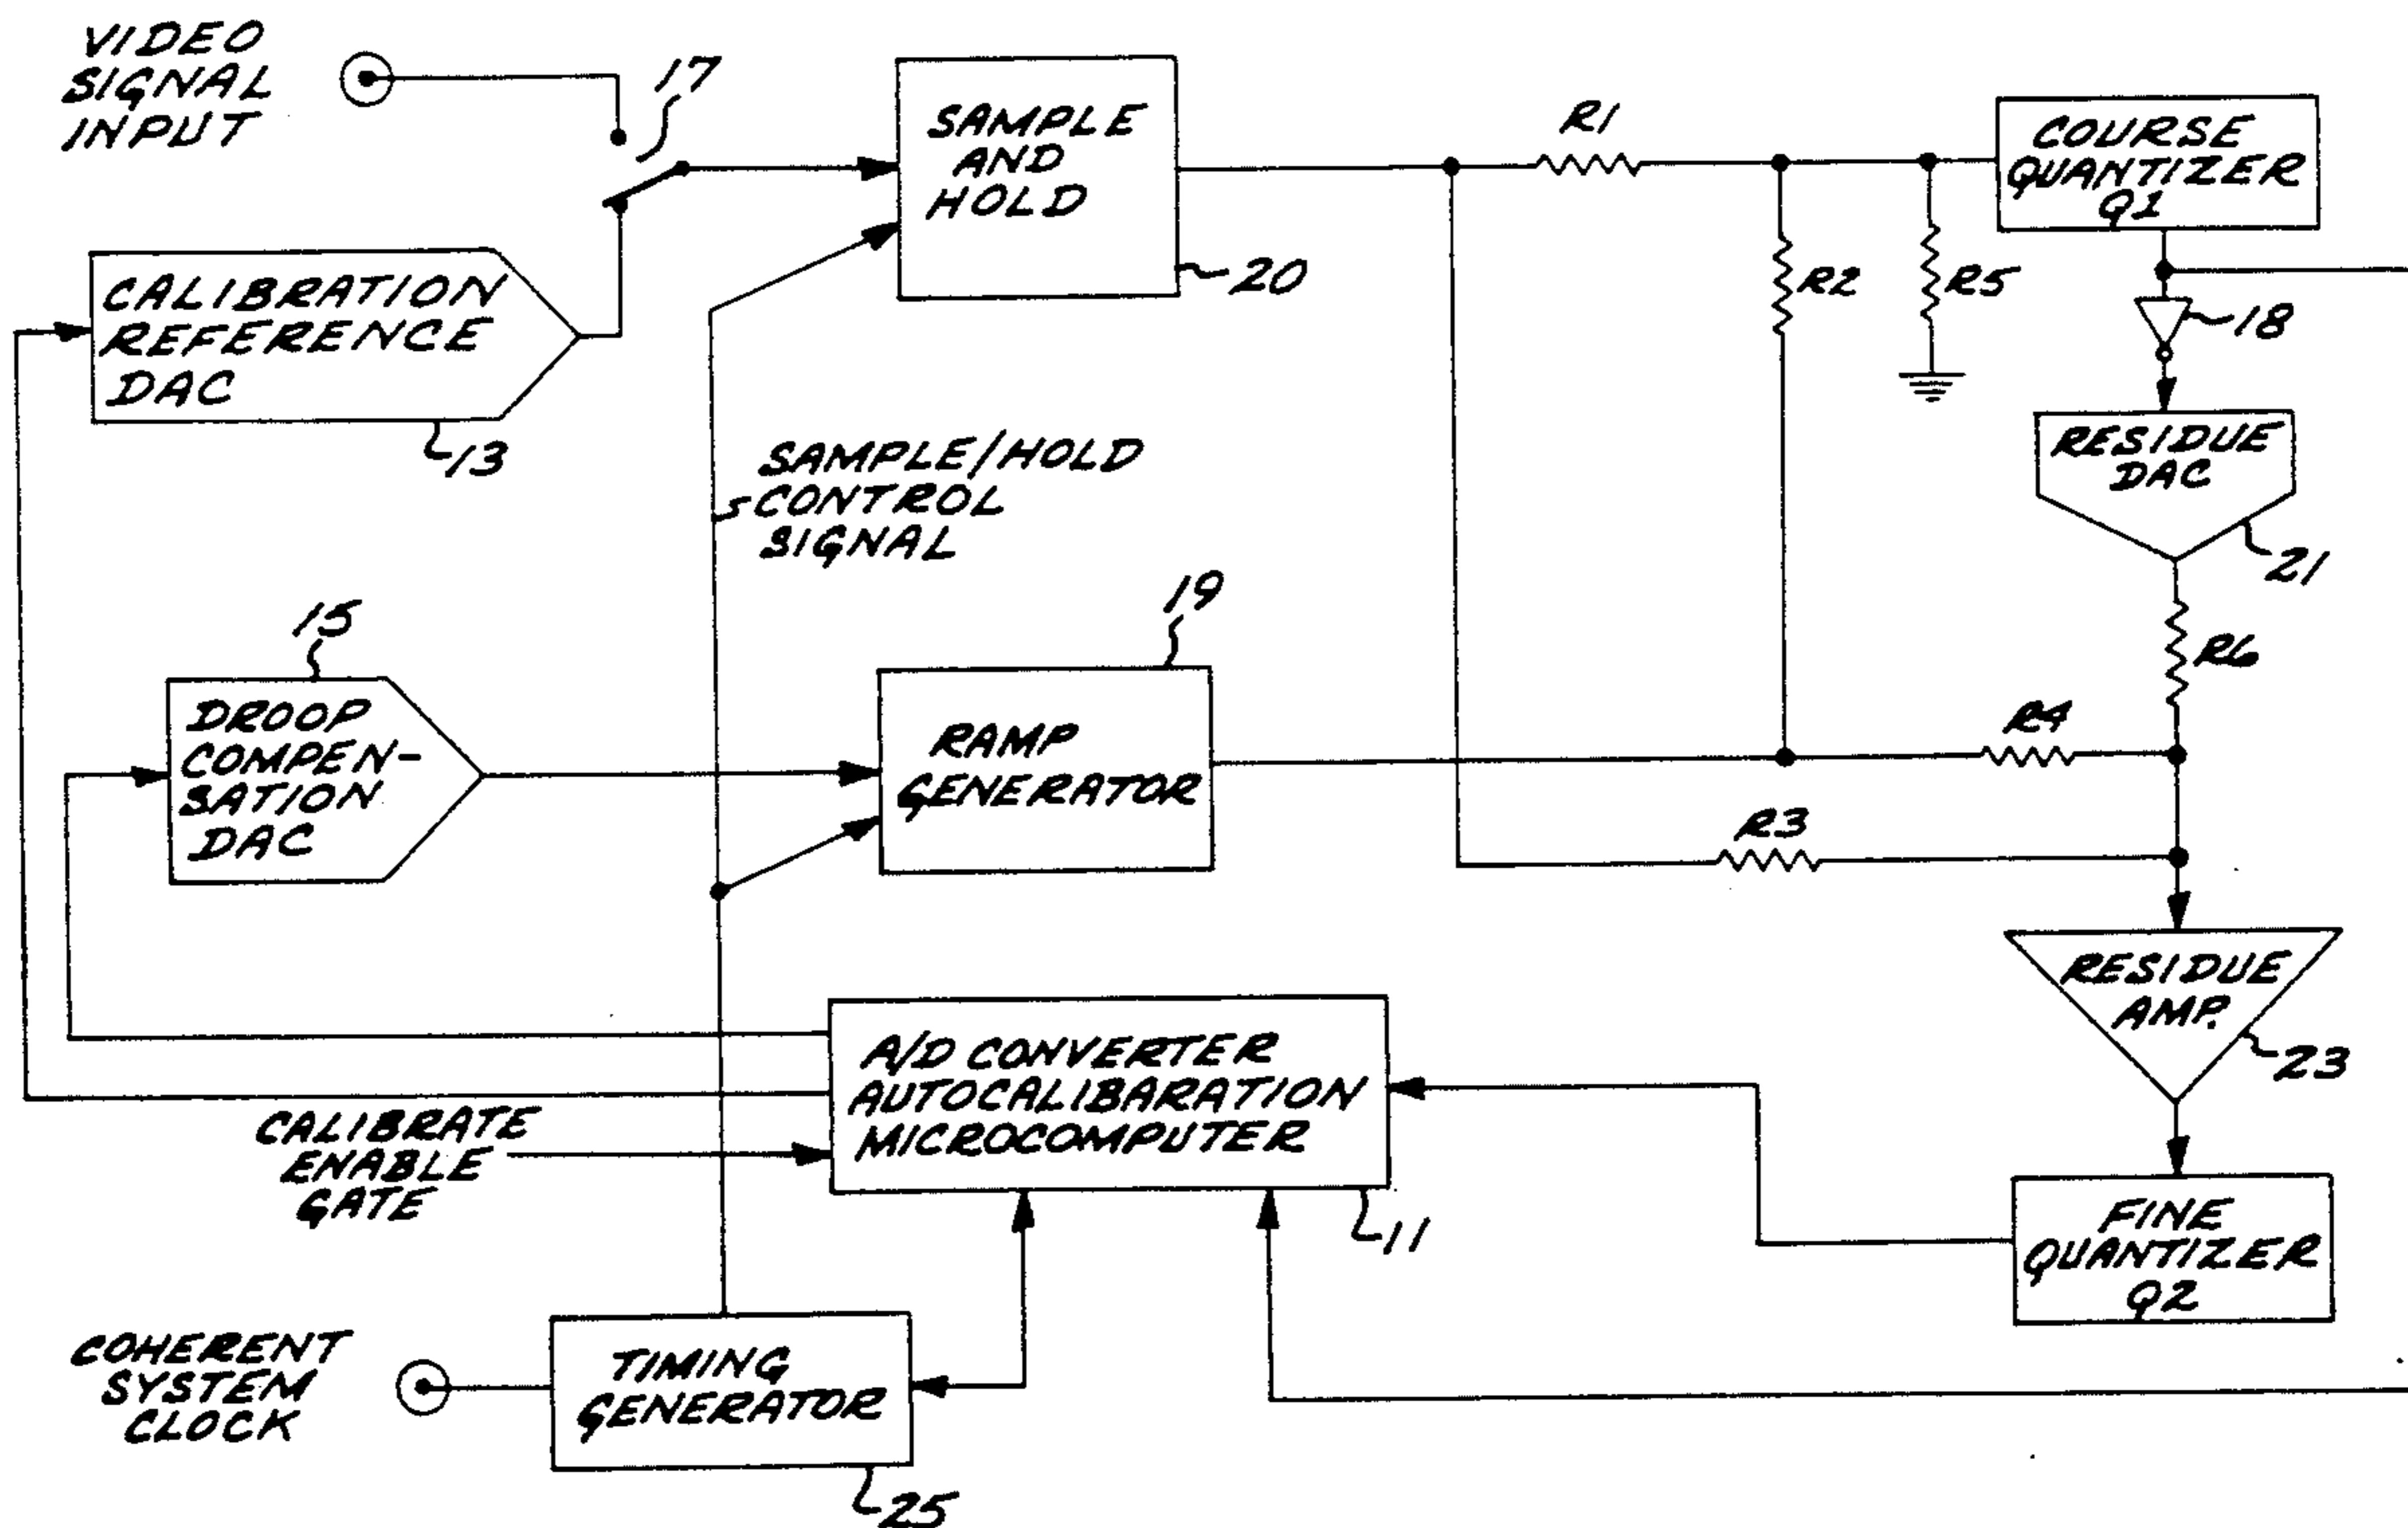 VIDEO
SIGNAL
INPUT
17
SAMPLE
AND
HOLD
20
R1
COURSE
QUANTIZER
Q1
R2
R5
18
CALIBRATION
REFERENCE
DAC
13
SAMPLE/HOLD
CONTROL
SIGNAL
RESIDUE
DAC
21
R6
15
DROOP
COMPEN-
SATION
DAC
19
RAMP
GENERATOR
R4
R3
RESIDUE
AMP.
23
A/D CONVERTER
AUTOCALIBARATION
MICROCOMPUTER
11
CALIBRATE
ENABLE
GATE
FINE
QUANTIZER
Q2
COHERENT
SYSTEM
CLOCK
TIMING
GENERATOR
25